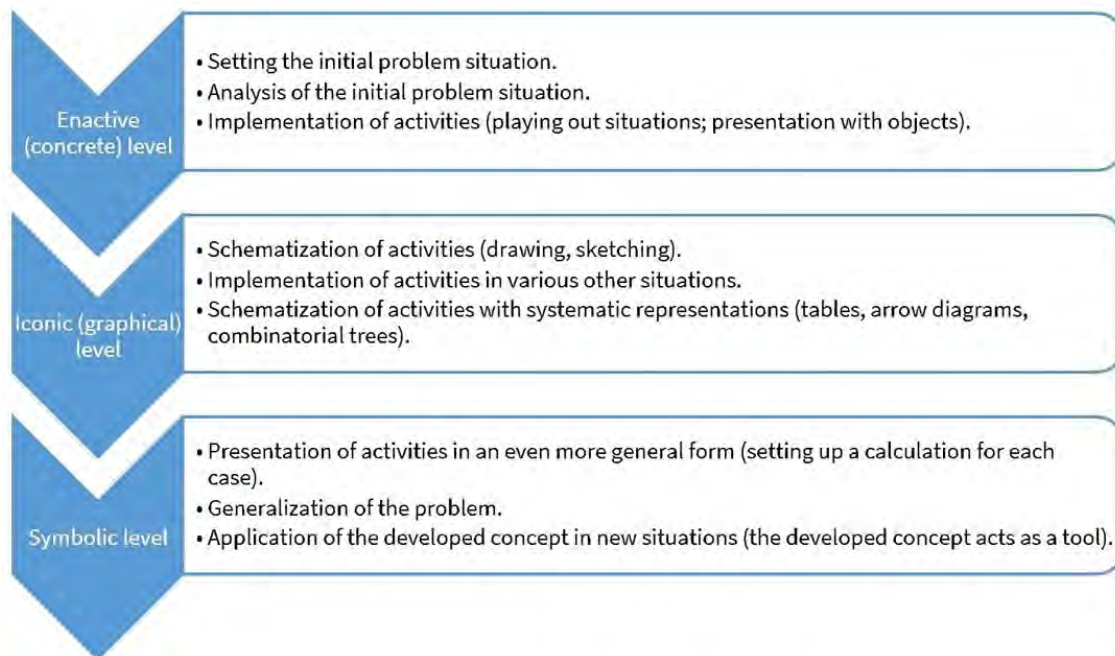 Enactive
(concrete) level
• Setting the initial problem situation.
• Analysis of the initial problem situation.
• Implementation of activities (playing out situations; presentation with objects).
Iconic (graphical)
level
• Schematization of activities (drawing, sketching).
• Implementation of activities in various other situations.
• Schematization of activities with systematic representations (tables, arrow diagrams,
combinatorial trees).
Symbolic level
• Presentation of activities in an even more general form (setting up a calculation for each
case).
• Generalization of the problem.
• Application of the developed concept in new situations (the developed concept acts as a tool).